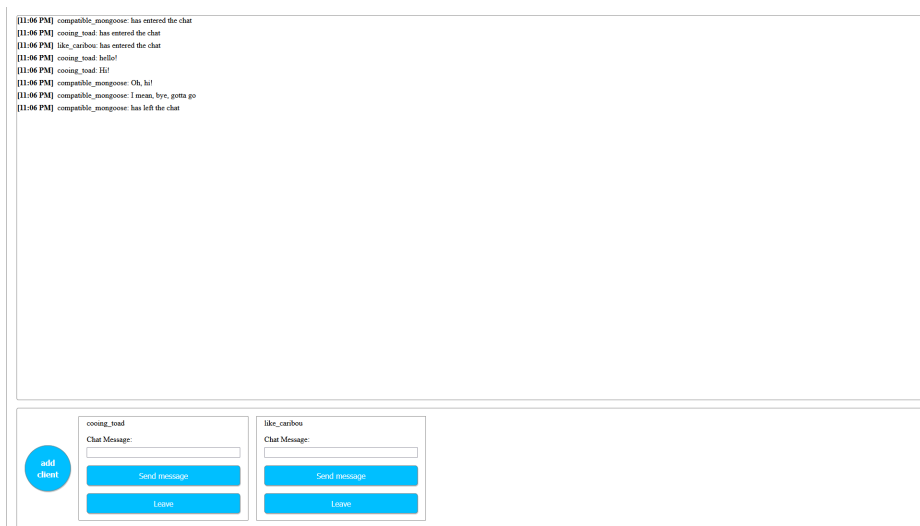 [11:06 PM] compatible_mongoose: has entered the chat
[11:06 PM] cooing_toad: has entered the chat
[11:06 PM] like_caribou: has entered the chat
[11:06 PM] cooing_toad: hello!
[11:06 PM] cooing_toad: Hi!
[11:06 PM] compatible_mongoose: Oh, hi!
[11:06 PM] compatible_mongoose: I mean, bye, gotta go
[11:06 PM] compatible_mongoose: has left the chat
add
client
cooing_toad
Chat Message:
Send message
Leave
like_caribou
Chat Message:
Send message
Leave